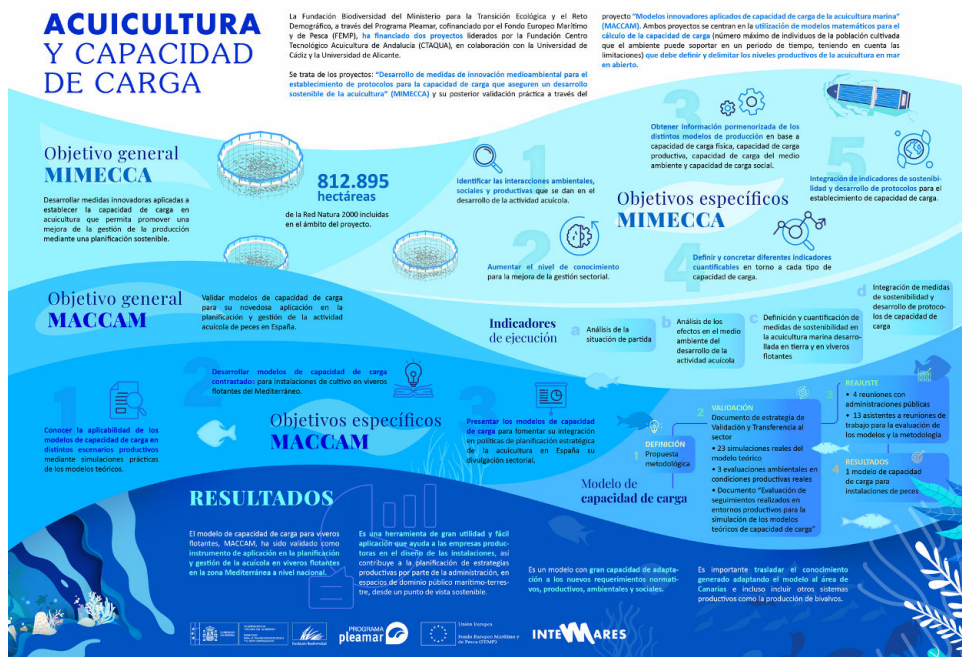 ACUICULTURA
Y CAPACIDAD
DE CARGA
La Fundación Biodiversidad del Ministerio para la Transición Ecológica y el Reto
Demográfico, a través del Programa Pleamar, cofinanciado por el Fondo Europeo Marítimo
y de Pesca (FEMP), ha financiado dos proyectos liderados por la Fundación Centro
Tecnológico Acuicultura de Andalucía (CTAQUA), en colaboración con la Universidad de
Cádiz y la Universidad de Alicante.
Se trata de los proyectos: "Desarrollo de medidas de innovación medioambiental para el
establecimiento de protocolos para la capacidad de carga que aseguren un desarrollo
sostenible de la acuicultura" (MIMECCA) y su posterior validación práctica a través del
proyecto "Modelos innovadores aplicados de capacidad de carga de la acuicultura marina"
(MACCAM). Ambos proyectos se centran en la utilización de modelos matemáticos para el
cálculo de la capacidad de carga (número máximo de individuos de la población cultivada
que el ambiente puede soportar en un periodo de tiempo, teniendo en cuenta las
limitaciones) que debe definir y delimitar los niveles productivos de la acuicultura en mar
en abierto.
Objetivo general
MIMECCA
Desarrollar medidas innovadoras aplicadas a
establecer la capacidad de carga en
acuicultura que permita promover una
mejora de la gestión de la producción
mediante una planificación sostenible.
812.895
hectáreas
de la Red Natura 2000 incluidas
en el ámbito del proyecto.
Objetivos específicos
MIMECCA
1
Identificar las interacciones ambientales,
sociales y productivas que se dan en el
desarrollo de la actividad acuícola.
2
Aumentar el nivel de conocimiento
para la mejora de la gestión sectorial.
3
Obtener información pormenorizada de los
distintos modelos de producción en base a
capacidad de carga física, capacidad de carga
productiva, capacidad de carga del medio
ambiente y capacidad de carga social.
4
Definir y concretar diferentes indicadores
cuantificables en torno a cada tipo de
capacidad de carga.
5
Integración de indicadores de sostenibi-
lidad y desarrollo de protocolos para el
establecimiento de capacidad de carga.
Objetivo general
MACCAM
Validar modelos de capacidad de carga
para su novedosa aplicación en la
planificación y gestión de la actividad
acuícola de peces en España.
Indicadores
de ejecución
a
Análisis de la
situación de partida
b
Análisis de los
efectos en el medio
ambiente del
desarrollo de la
actividad acuícola
c
Definición y cuantificación de
medidas de sostenibilidad en
la acuicultura marina desarro-
llada en tierra y en viveros
flotantes
d
Integración de medidas
de sostenibilidad y
desarrollo de protoco-
los de capacidad de
carga
Objetivos específicos
MACCAM
1
Conocer la aplicabilidad de los
modelos de capacidad de carga en
distintos escenarios productivos
mediante simulaciones prácticas
de los modelos teóricos.
2
Desarrollar modelos de capacidad de carga
contrastados para instalaciones de cultivo en viveros
flotantes del Mediterráneo.
3
Presentar los modelos de capacidad
de carga para fomentar su integración
en políticas de planificación estratégica
de la acuicultura en España su
divulgación sectorial.
Modelo de
capacidad de carga
1
DEFINICIÓN
Propuesta
metodológica
2
VALIDACIÓN
Documento de estrategia de
Validación y Transferencia al
sector
• 23 simulaciones reales del
modelo teórico
• 3 evaluaciones ambientales en
condiciones productivas reales
• Documento "Evaluación de
seguimientos realizados en
entornos productivos para la
simulación de los modelos
teóricos de capacidad de carga"
3
REAJUSTE
• 4 reuniones con
administraciones públicas
• 13 asistentes a reuniones de
trabajo para la evaluación de
los modelos y la metodología
4
RESULTADOS
1 modelo de capacidad
de carga para
instalaciones de peces
RESULTADOS
El modelo de capacidad de carga para viveros
flotantes, MACCAM, ha sido validado como
instrumento de aplicación en la planificación
y gestión de la acuícola en viveros flotantes
en la zona Mediterránea a nivel nacional.
Es una herramienta de gran utilidad y fácil
aplicación que ayuda a las empresas produc-
toras en el diseño de las instalaciones, así
contribuye a la planificación de estrategias
productivas por parte de la administración, en
espacios de dominio público marítimo-terres-
tre, desde un punto de vista sostenible.
Es un modelo con gran capacidad de adapta-
ción a los nuevos requerimientos normati-
vos, productivos, ambientales y sociales.
Es importante trasladar el conocimiento
generado adaptando el modelo al área de
Canarias e incluso incluir otros sistemas
productivos como la producción de bivalvos.
Fundación Biodiversidad
PROGRAMA
pleamar
Unión Europea
Fondo Europeo Marítimo y
de Pesca (FEMP)
INTEMARES